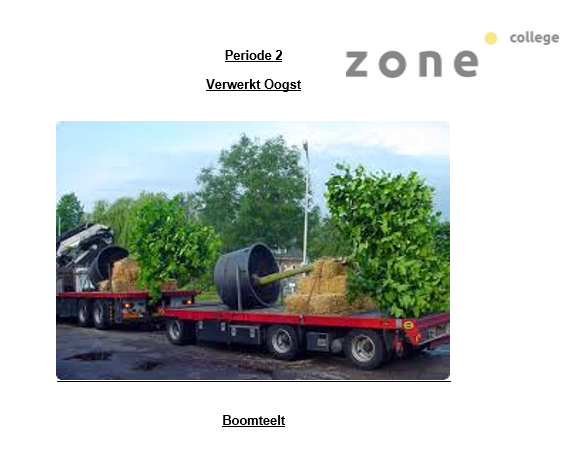 college
zone
Periode 2
Verwerkt Oogst
Boomteelt